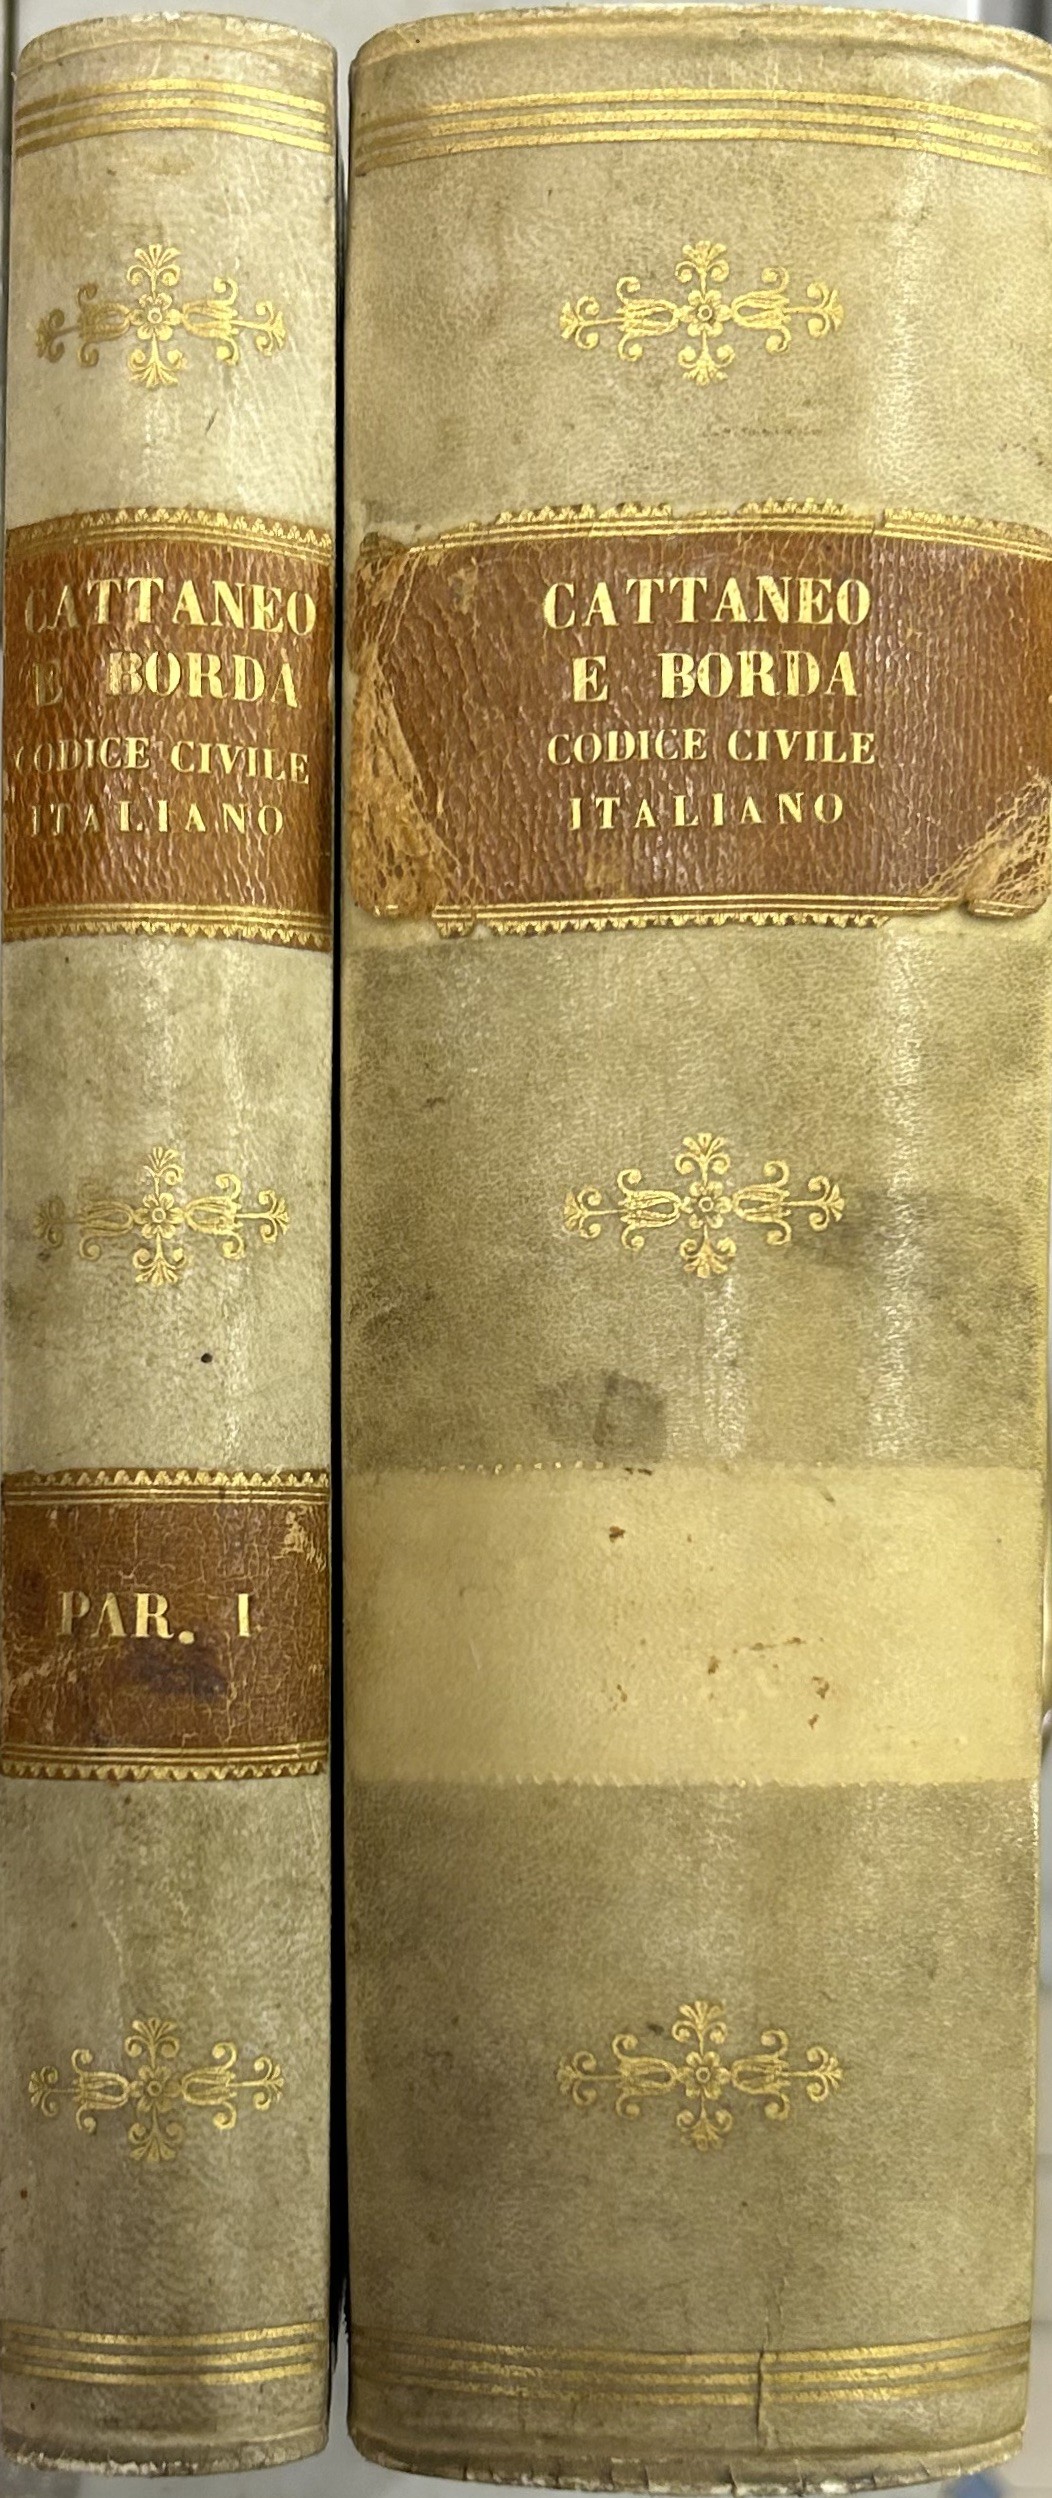 CATTANEO
E BORDA
CODICE CIVILE
ITALIANO
PAR. I
CATTANEO
E BORDA
CODICE CIVILE
ITALIANO